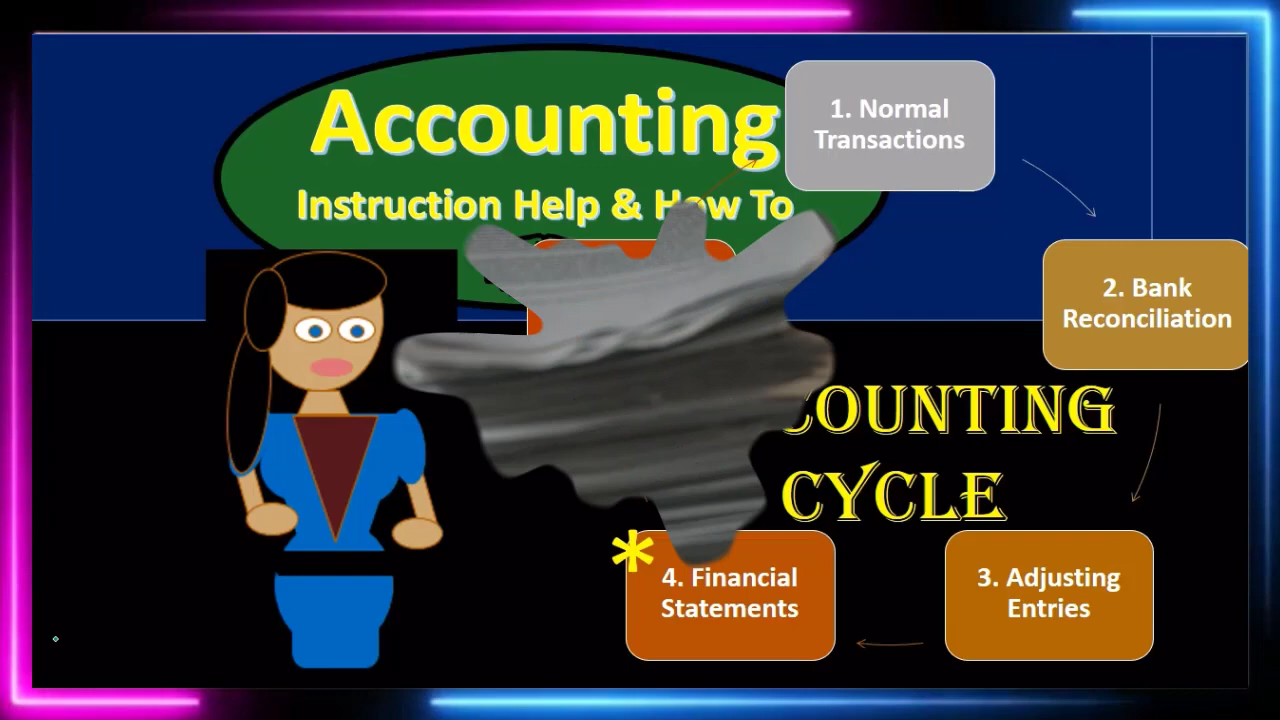 Accounting
Instruction Help & How To
1. Normal
Transactions
2. Bank
Reconciliation
COUNTING
CYCLE
3. Adjusting
Entries
*
4. Financial
Statements